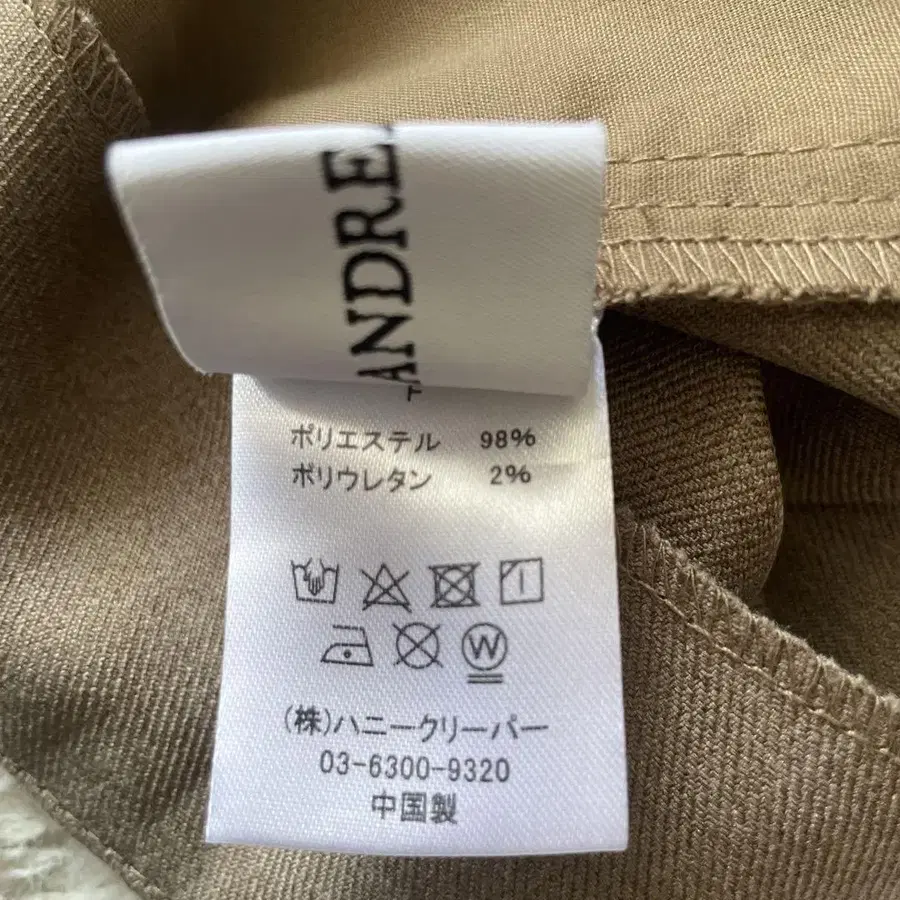 ANDRE
ポリエステル 98%
ポリウレタン 2%
W
(株)ハニークリーパー
03-6300-9320
中国製